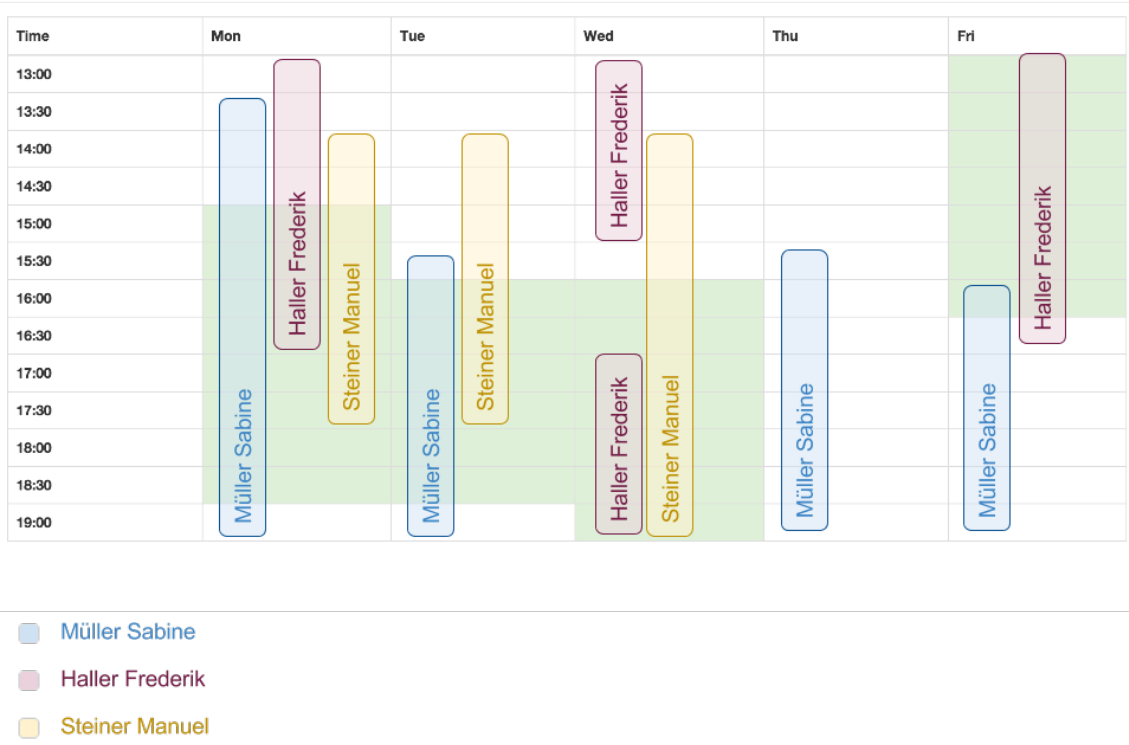 Time Mon Tue Wed Thu Fri
13:00
13:30
14:00
14:30
15:00
15:30
16:00
16:30
17:00
17:30
18:00
18:30
19:00
Müller Sabine
Haller Frederik
Steiner Manuel
Müller Sabine
Steiner Manuel
Haller Frederik
Haller Frederik
Steiner Manuel
Müller Sabine
Müller Sabine
Haller Frederik
Müller Sabine
Haller Frederik
Steiner Manuel